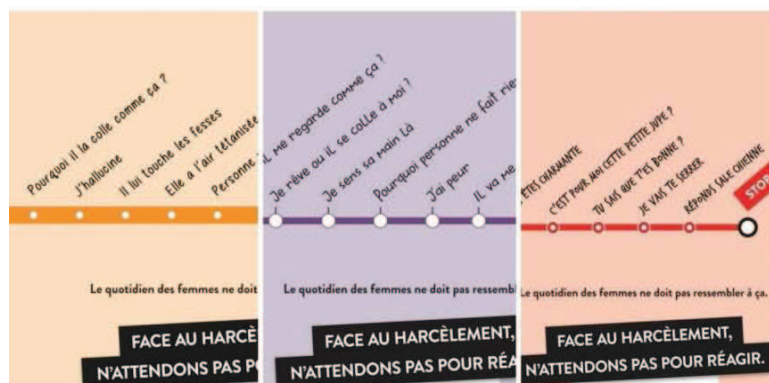 Pourquoi il la colle comme ça ?
J'hallucine
Il lui touche les fesses
Elle a l'air tétanisée
Personne
me regarde comme ça ?
Je rêve ou il se colle à moi ?
Je sens sa main là
Pourquoi personne ne fait
J'ai peur
Il va me
ÊTES CHARMANTE
C'EST POUR MOI CETTE PETITE JUPE ?
TU SAIS QUE T'ES BONNE ?
JE VAIS TE SERRER
RÉPONDS SALE CHIENNE
STOP
Le quotidien des femmes ne doit
Le quotidien des femmes ne doit pas
Le quotidien des femmes ne doit pas ressembler à ça.
FACE AU
N'ATTENDONS PAS
FACE AU HARCÈLEMENT,
N'ATTENDONS PAS POUR
FACE AU HARCÈLEMENT,
N'ATTENDONS PAS POUR RÉAGIR.